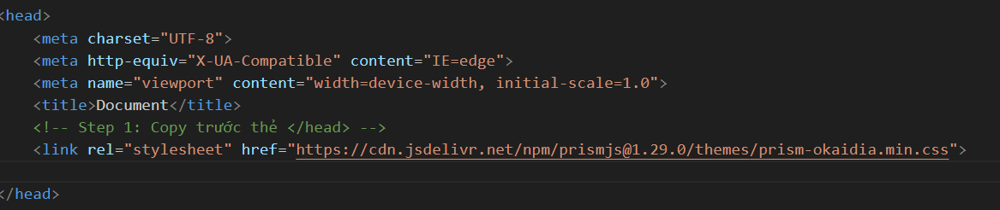 <head>
<meta charset="UTF-8">
<meta http-equiv="X-UA-Compatible" content="IE=edge">
<meta name="viewport" content="width=device-width, initial-scale=1.0">
<title>Document</title>
<!-- Step 1: Copy trước thẻ </head> -->
<link rel="stylesheet" href="https://cdn.jsdelivr.net/npm/prismjs@1.29.0/themes/prism-okaidia.min.css">
</head>